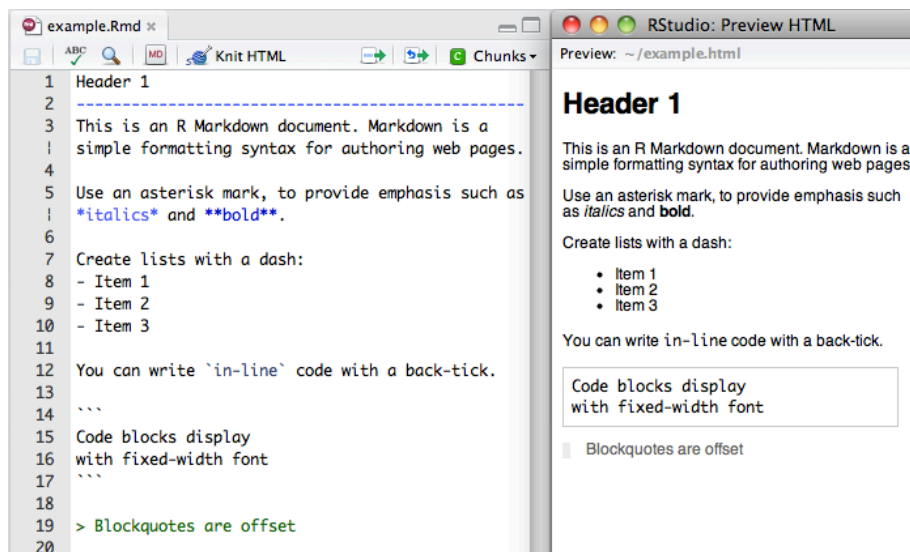 example.Rmd ×
ABC MD Knit HTML C Chunks
1 Header 1
2 --------------------------------------------------
3 This is an R Markdown document. Markdown is a
simple formatting syntax for authoring web pages.
4
5 Use an asterisk mark, to provide emphasis such as
*italics* and **bold**.
6
7 Create lists with a dash:
8 - Item 1
9 - Item 2
10 - Item 3
11
12 You can write `in-line` code with a back-tick.
13
14 ```
15 Code blocks display
16 with fixed-width font
17 ```
18
19 > Blockquotes are offset
20
RStudio: Preview HTML
Preview: ~/example.html
Header 1
This is an R Markdown document. Markdown is a
simple formatting syntax for authoring web pages
Use an asterisk mark, to provide emphasis such
as italics and bold.
Create lists with a dash:
• Item 1
• Item 2
• Item 3
You can write in-line code with a back-tick.
Code blocks display
with fixed-width font
Blockquotes are offset